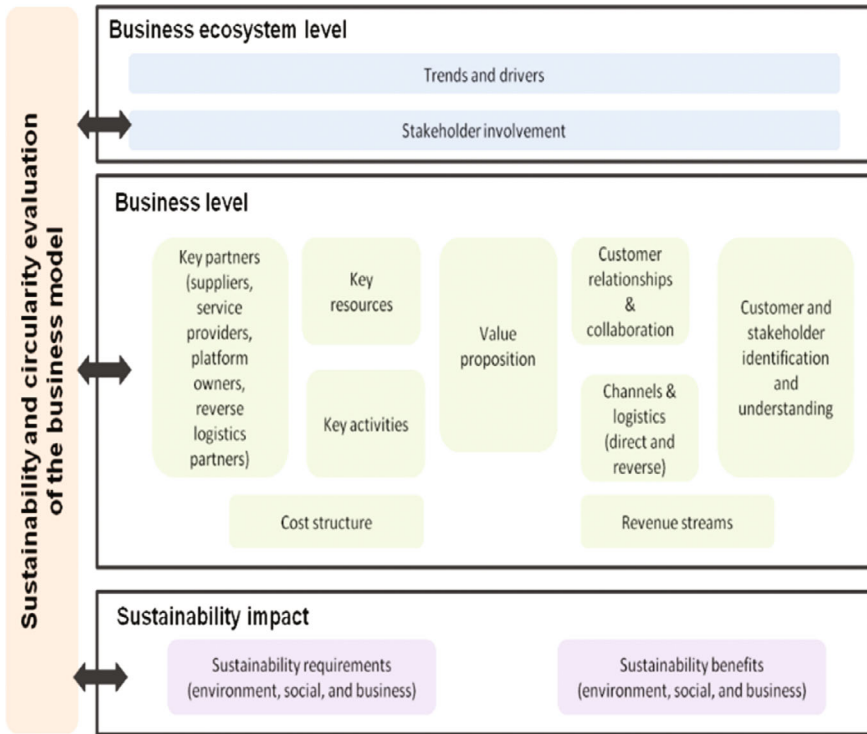 Sustainability and circularity evaluation
of the business model
Business ecosystem level
Trends and drivers
Stakeholder involvement
Business level
Key partners
(suppliers,
service
providers,
platform
owners,
reverse
logistics
partners)
Key
resources
Key activities
Value
proposition
Customer
relationships
&
collaboration
Channels &
logistics
(direct and
reverse)
Customer and
stakeholder
identification
and
understanding
Cost structure
Revenue streams
Sustainability impact
Sustainability requirements
(environment, social, and business)
Sustainability benefits
(environment, social, and business)